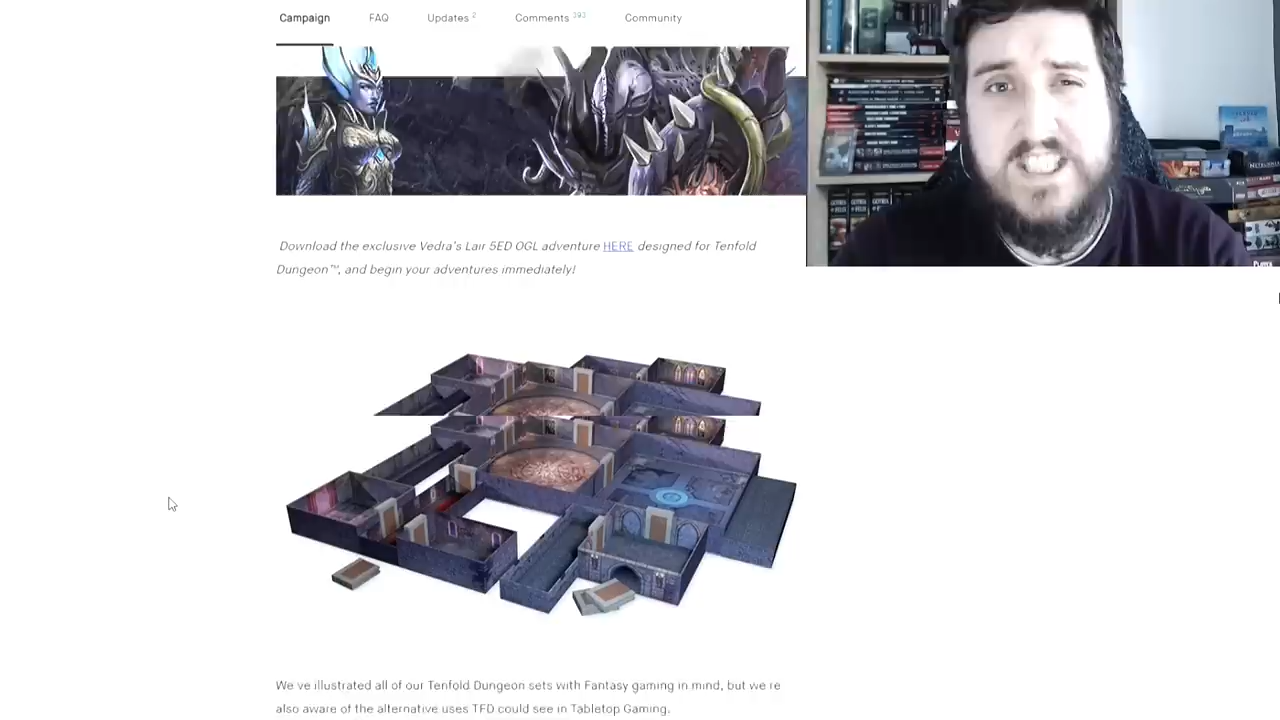 Campaign FAQ Updates 2 Comments 393 Community
Download the exclusive Vedra's Lair 5ED OGL adventure HERE designed for Tenfold
Dungeon™, and begin your adventures immediately!
We ve illustrated all of our Tenfold Dungeon sets with Fantasy gaming in mind, but we re
also aware of the alternative uses TFD could see in Tabletop Gaming.